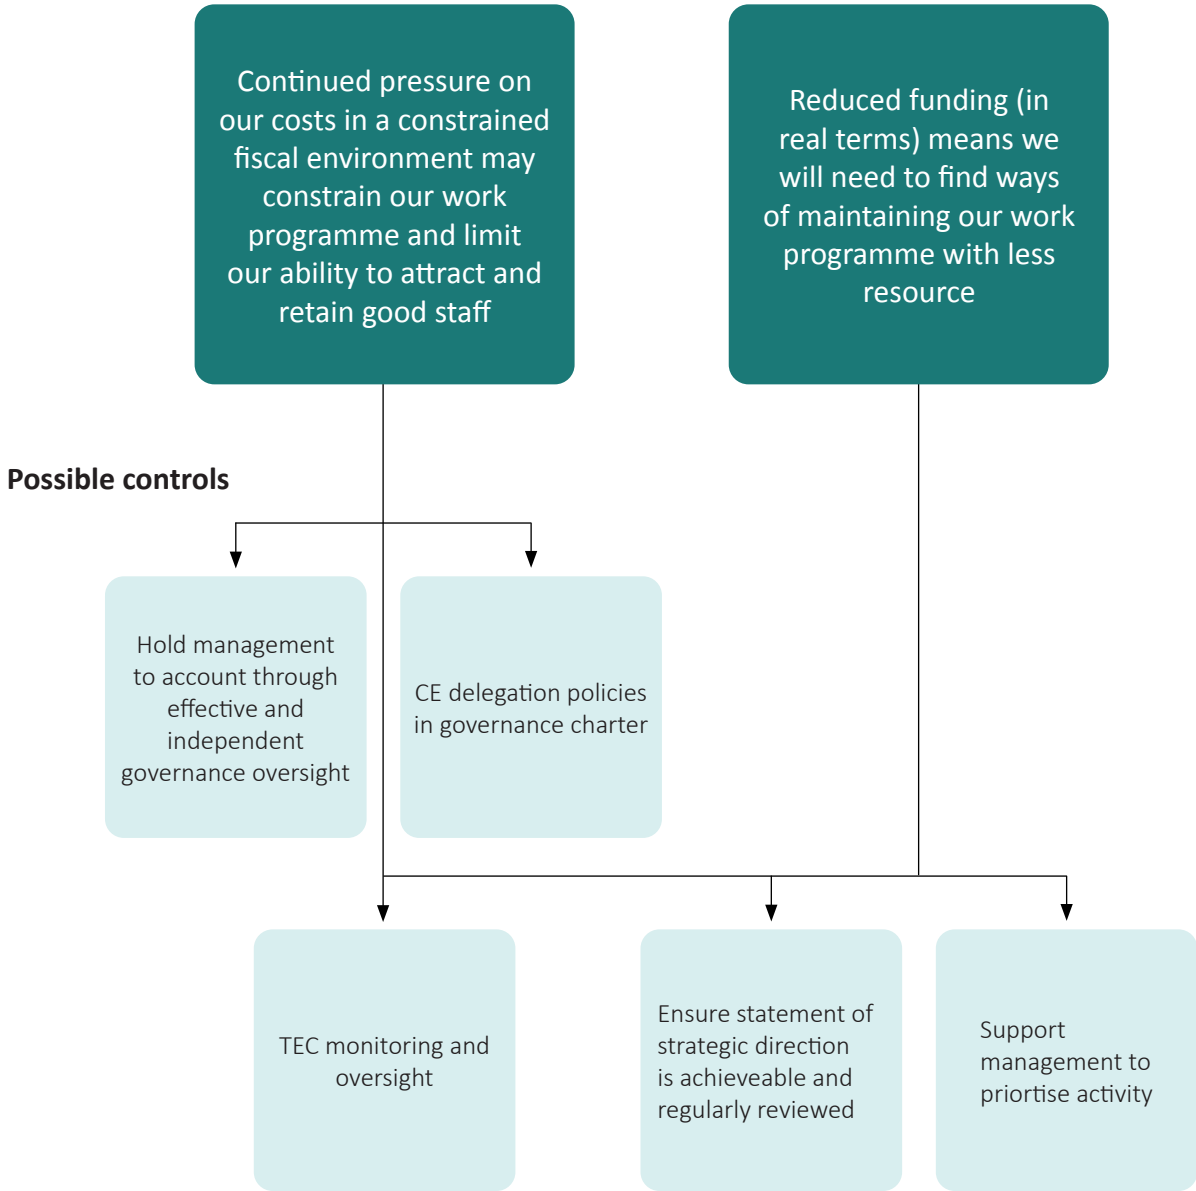 Continued pressure on
our costs in a constrained
fiscal environment may
constrain our work
programme and limit
our ability to attract and
retain good staff
Reduced funding (in
real terms) means we
will need to find ways
of maintaining our work
programme with less
resource
Possible controls
Hold management
to account through
effective and
independent
governance oversight
CE delegation policies
in governance charter
TEC monitoring and
oversight
Ensure statement of
strategic direction
is achieveable and
regularly reviewed
Support
management to
priortise activity